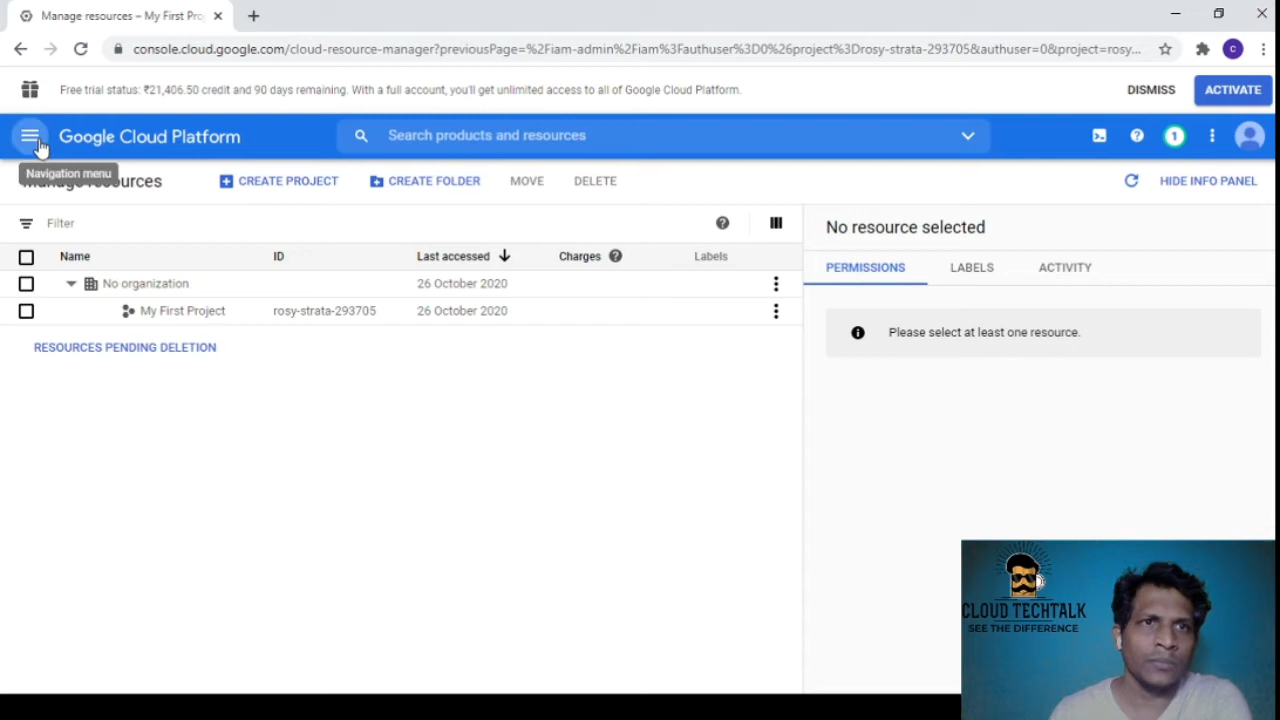 Manage resources – My First Pro
console.cloud.google.com/cloud-resource-manager?previousPage=%2Fiam-admin%2Fiam%3Fauthuser%3D0%26project%3Drosy-strata-293705&authuser=0&project=rosy...
C
Free trial status: ₹21,406.50 credit and 90 days remaining. With a full account, you'll get unlimited access to all of Google Cloud Platform.
DISMISS
ACTIVATE
Google Cloud Platform
Search products and resources
1
Navigation menu
resources
CREATE PROJECT
CREATE FOLDER
MOVE
DELETE
HIDE INFO PANEL
Filter
No resource selected
Name ID Last accessed Charges Labels
PERMISSIONS LABELS ACTIVITY
No organization 26 October 2020
My First Project rosy-strata-293705 26 October 2020
Please select at least one resource.
RESOURCES PENDING DELETION
CLOUD TECHTALK
SEE THE DIFFERENCE